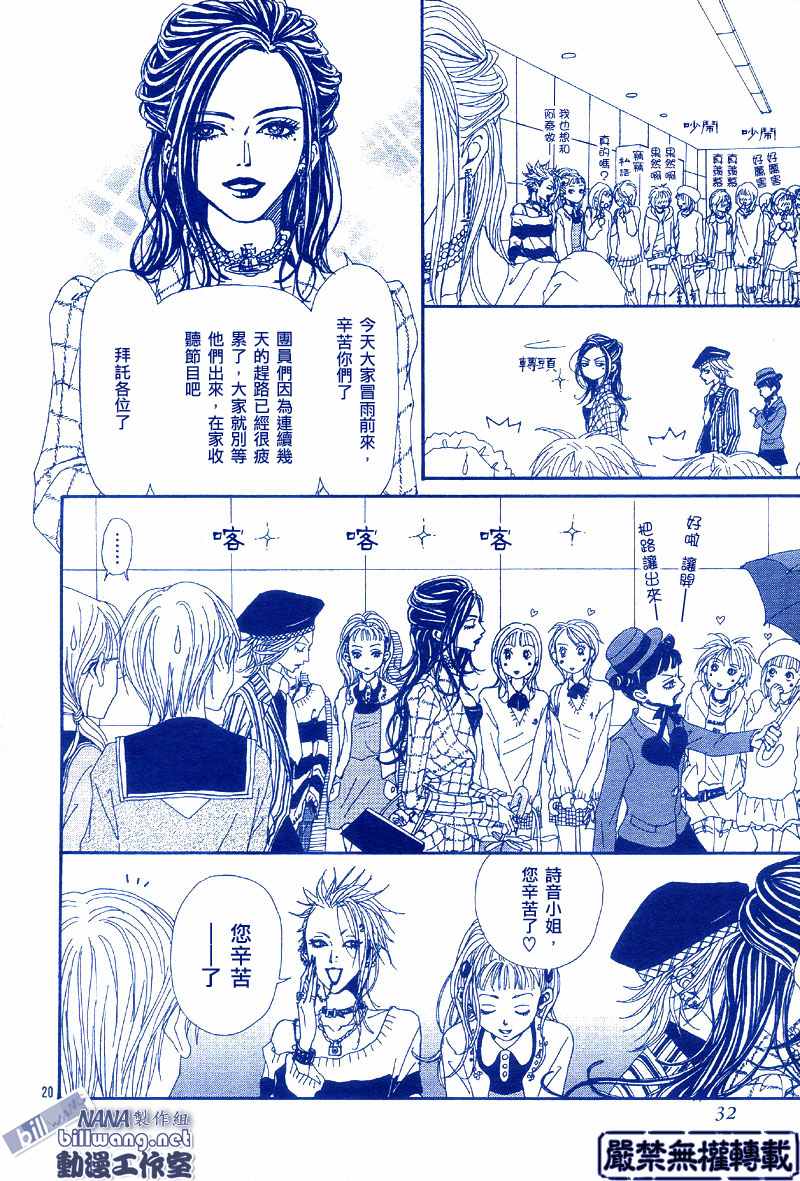 吵鬧
吵鬧
好厲害
真羨慕
真羨慕
果然啊
果然啊
竊竊
私語
真的嗎？
我也想和
阿泰做——
轉頭
今天大家冒雨前來，
辛苦你們了
團員們因為連續幾
天的趕路已經很疲
累了，大家就別等
他們出來，在家收
聽節目吧
拜託各位了
好啦 讓開——
把路讓出來——
喀
喀
喀
……
詩音小姐，
您辛苦了♡
您辛苦
——了
20
32
bill
NANA製作組
billwang.net
動漫工作室
嚴禁無權轉載